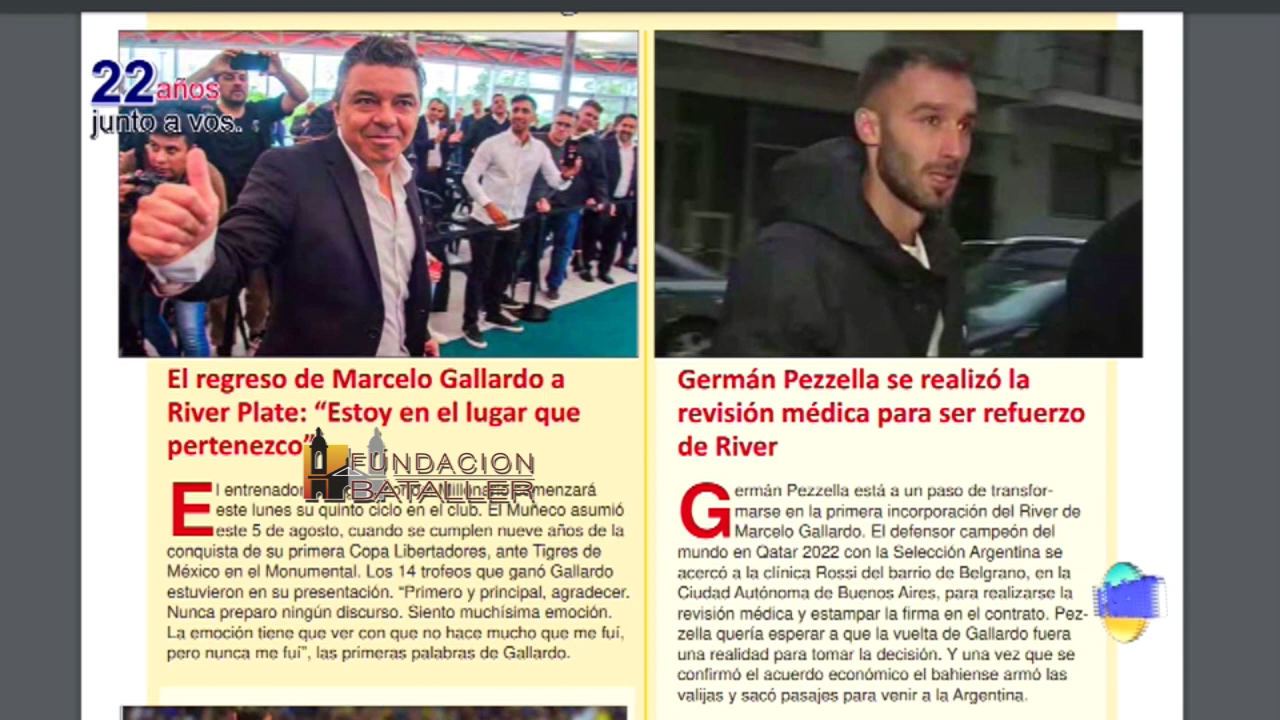 22años
junto a vos.
El regreso de Marcelo Gallardo a
River Plate: “Estoy en el lugar que
pertenezco”
FUNDACION
BATALLER
El entrenador Millonario comenzará
este lunes su quinto ciclo en el club. El Muñeco asumió
este 5 de agosto, cuando se cumplen nueve años de la
conquista de su primera Copa Libertadores, ante Tigres de
México en el Monumental. Los 14 trofeos que ganó Gallardo
estuvieron en su presentación. “Primero y principal, agradecer.
Nunca preparo ningún discurso. Siento muchísima emoción.
La emoción tiene que ver con que no hace mucho que me fui,
pero nunca me fui”, las primeras palabras de Gallardo.
Germán Pezzella se realizó la
revisión médica para ser refuerzo
de River
Germán Pezzella está a un paso de transfor-
marse en la primera incorporación del River de
Marcelo Gallardo. El defensor campeón del
mundo en Qatar 2022 con la Selección Argentina se
acercó a la clínica Rossi del barrio de Belgrano, en la
Ciudad Autónoma de Buenos Aires, para realizarse la
revisión médica y estampar la firma en el contrato. Pez-
zella quería esperar a que la vuelta de Gallardo fuera
una realidad para tomar la decisión. Y una vez que se
confirmó el acuerdo económico el bahiense armó las
valijas y sacó pasajes para venir a la Argentina.